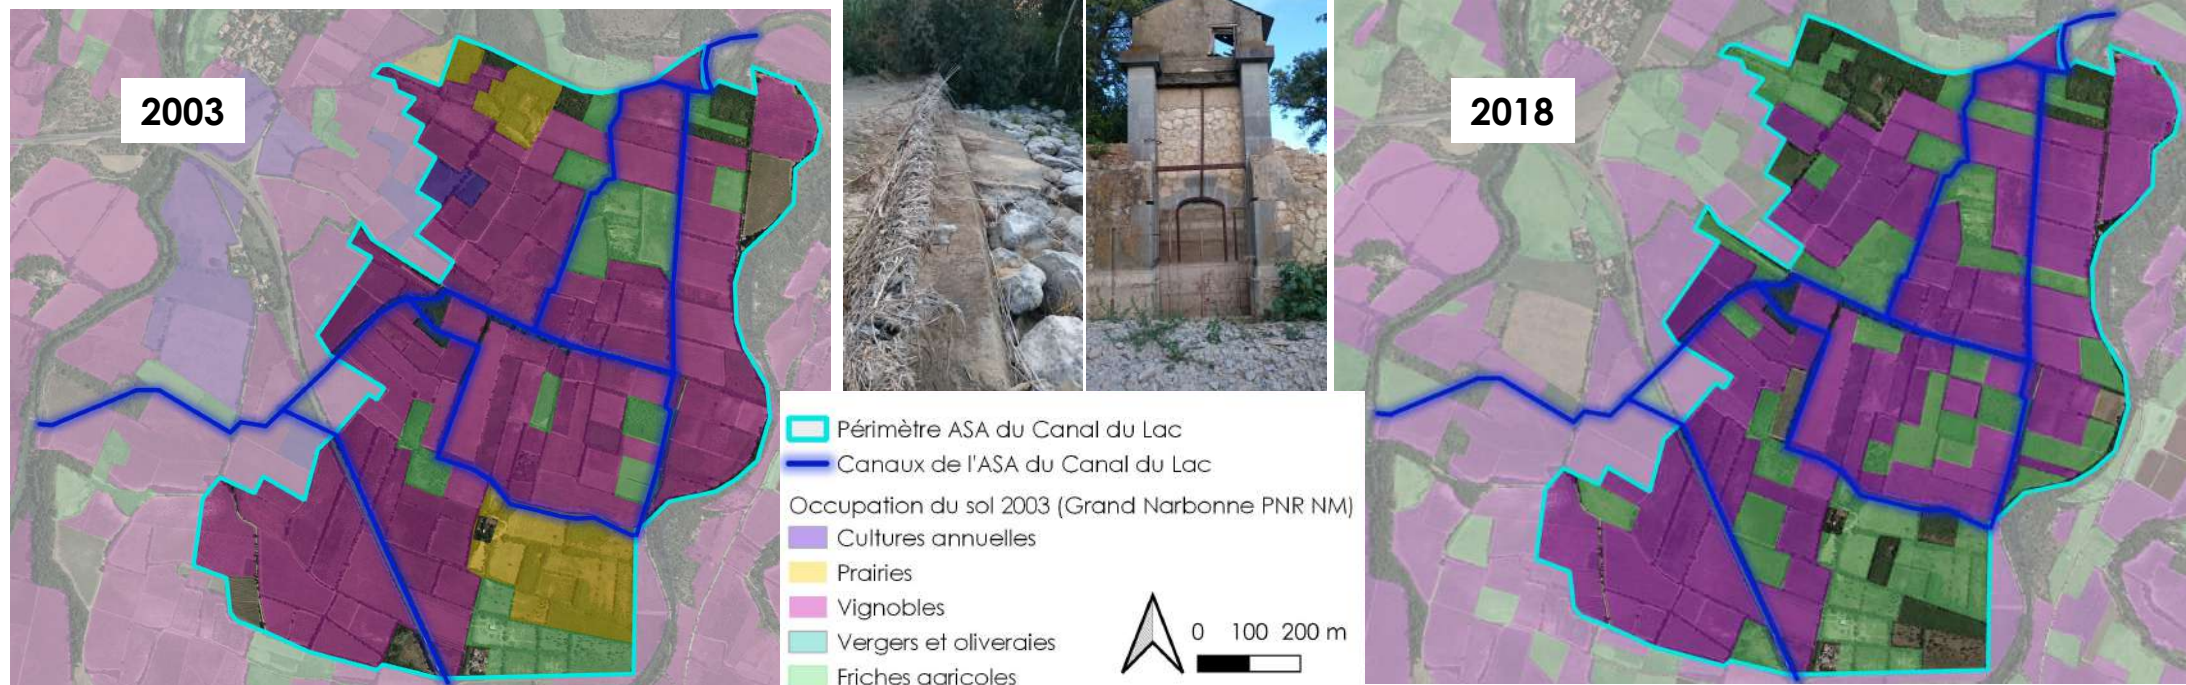 2003
2018
Périmètre ASA du Canal du Lac
Canaux de l'ASA du Canal du Lac
Occupation du sol 2003 (Grand Narbonne PNR NM)
Cultures annuelles
Prairies
Vignobles
Vergers et oliveraies
Friches agricoles
0 100 200 m